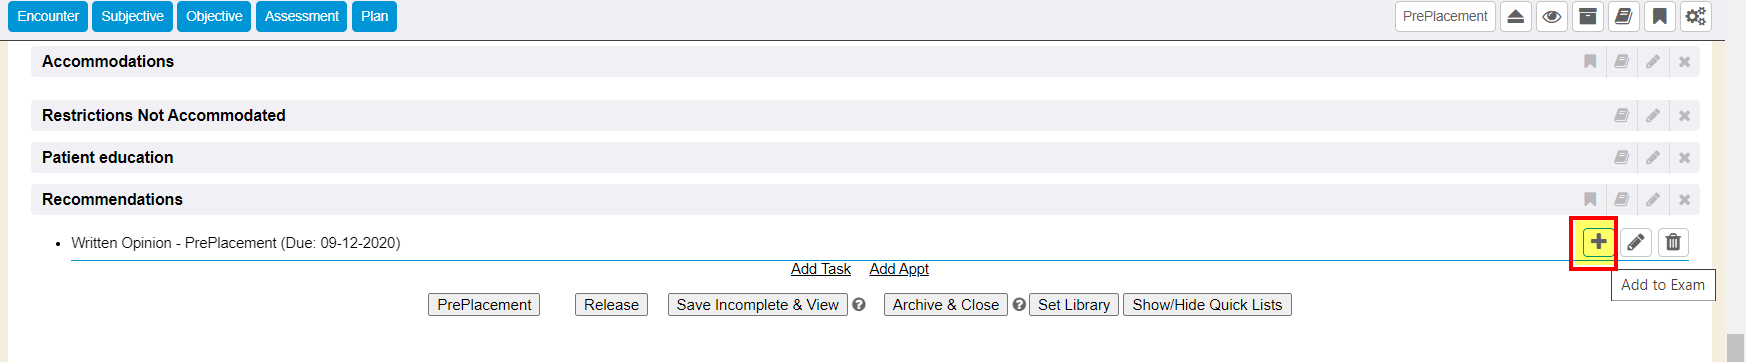 Encounter Subjective Objective Assessment Plan PrePlacement
Accommodations
Restrictions Not Accommodated
Patient education
Recommendations
• Written Opinion - PrePlacement (Due: 09-12-2020)
Add Task Add Appt
Add to Exam
PrePlacement Release Save Incomplete & View ? Archive & Close ? Set Library Show/Hide Quick Lists